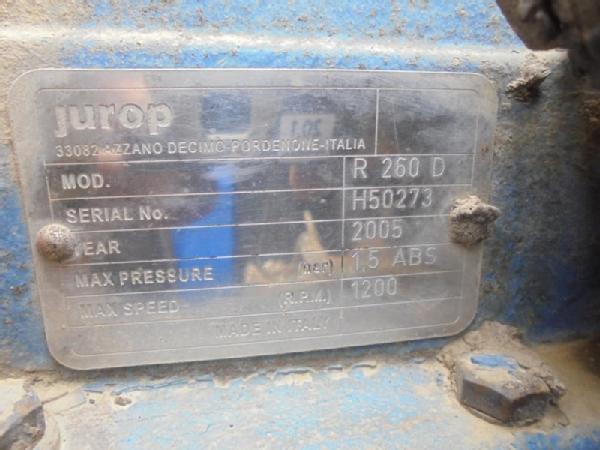 jurop
33082 AZZANO DECIMO-PORDENONE-ITALIA
MOD. R 260 D
SERIAL No. H50273
YEAR 2005
MAX PRESSURE (bar) 1,5 ABS
MAX SPEED (R.P.M.) 1200
MADE IN ITALY